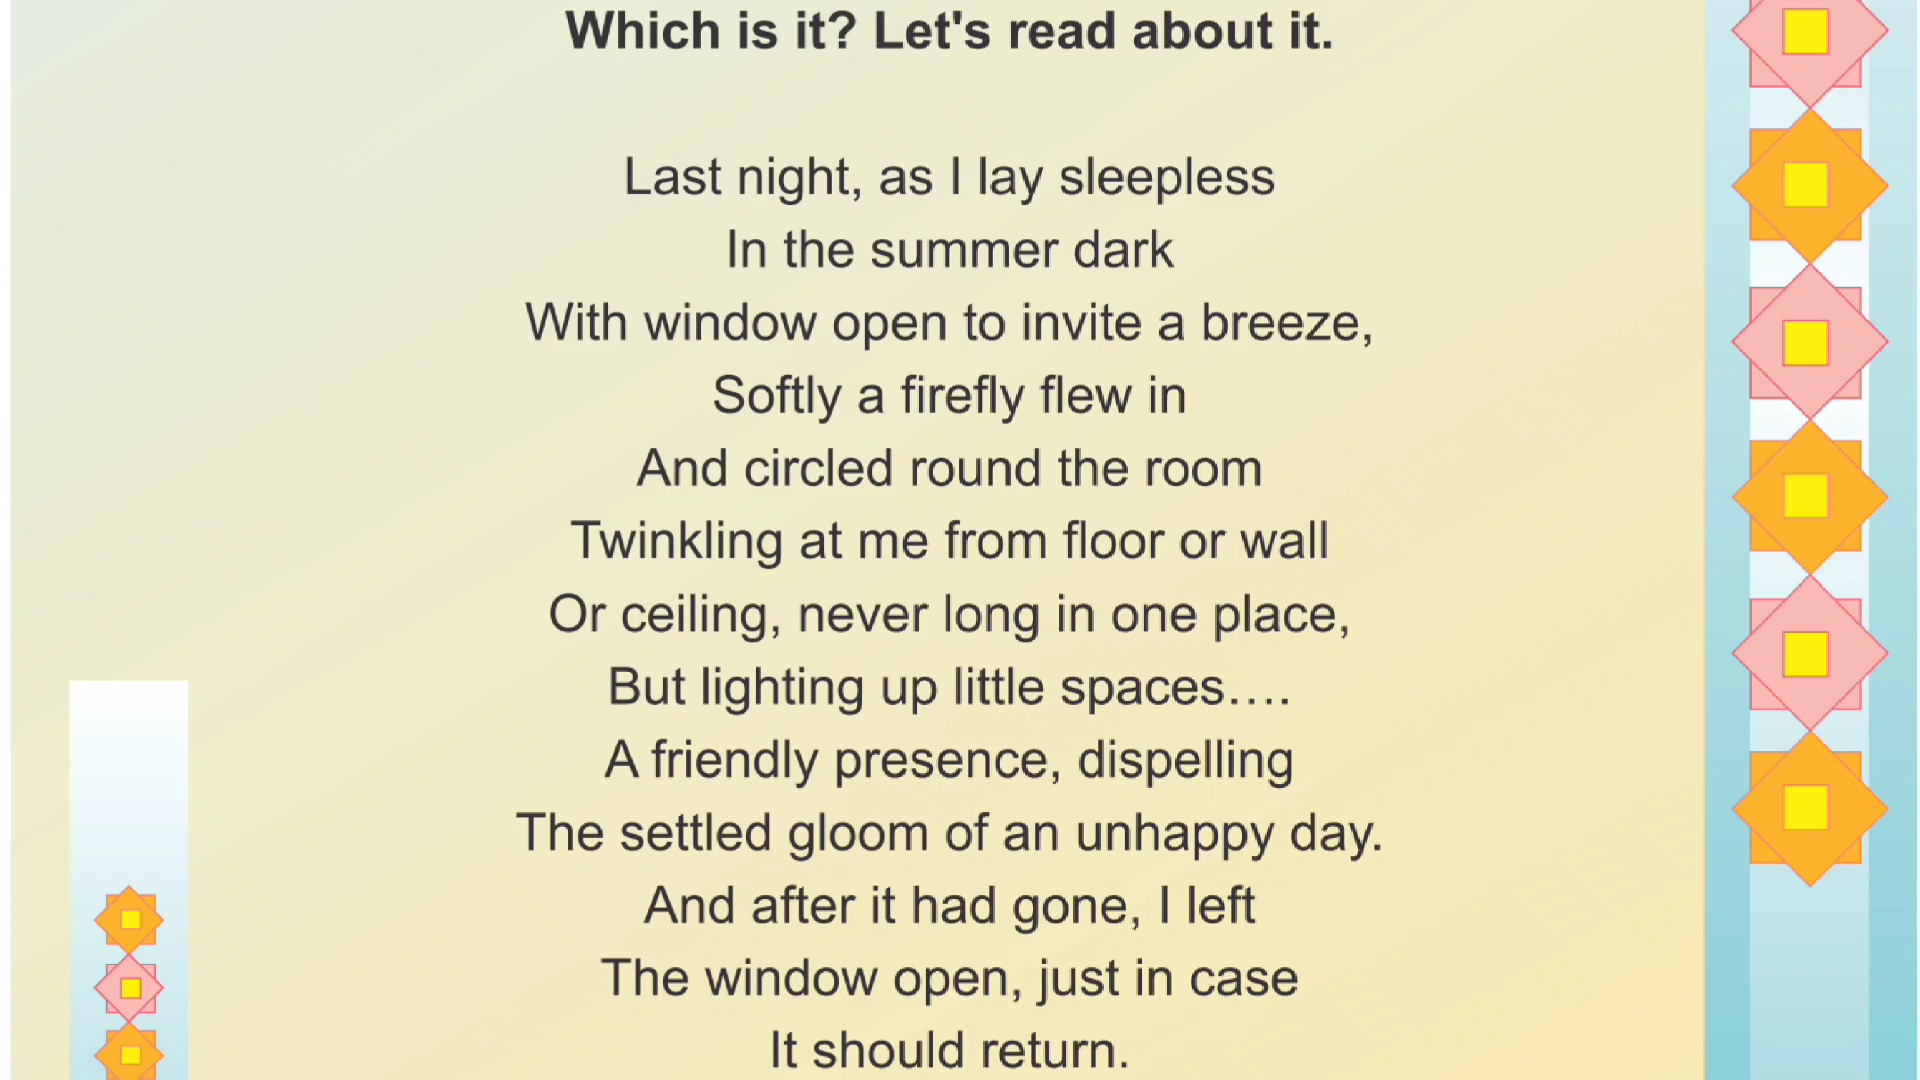 Which is it? Let's read about it.
Last night, as I lay sleepless
In the summer dark
With window open to invite a breeze,
Softly a firefly flew in
And circled round the room
Twinkling at me from floor or wall
Or ceiling, never long in one place,
But lighting up little spaces....
A friendly presence, dispelling
The settled gloom of an unhappy day.
And after it had gone, I left
The window open, just in case
It should return.